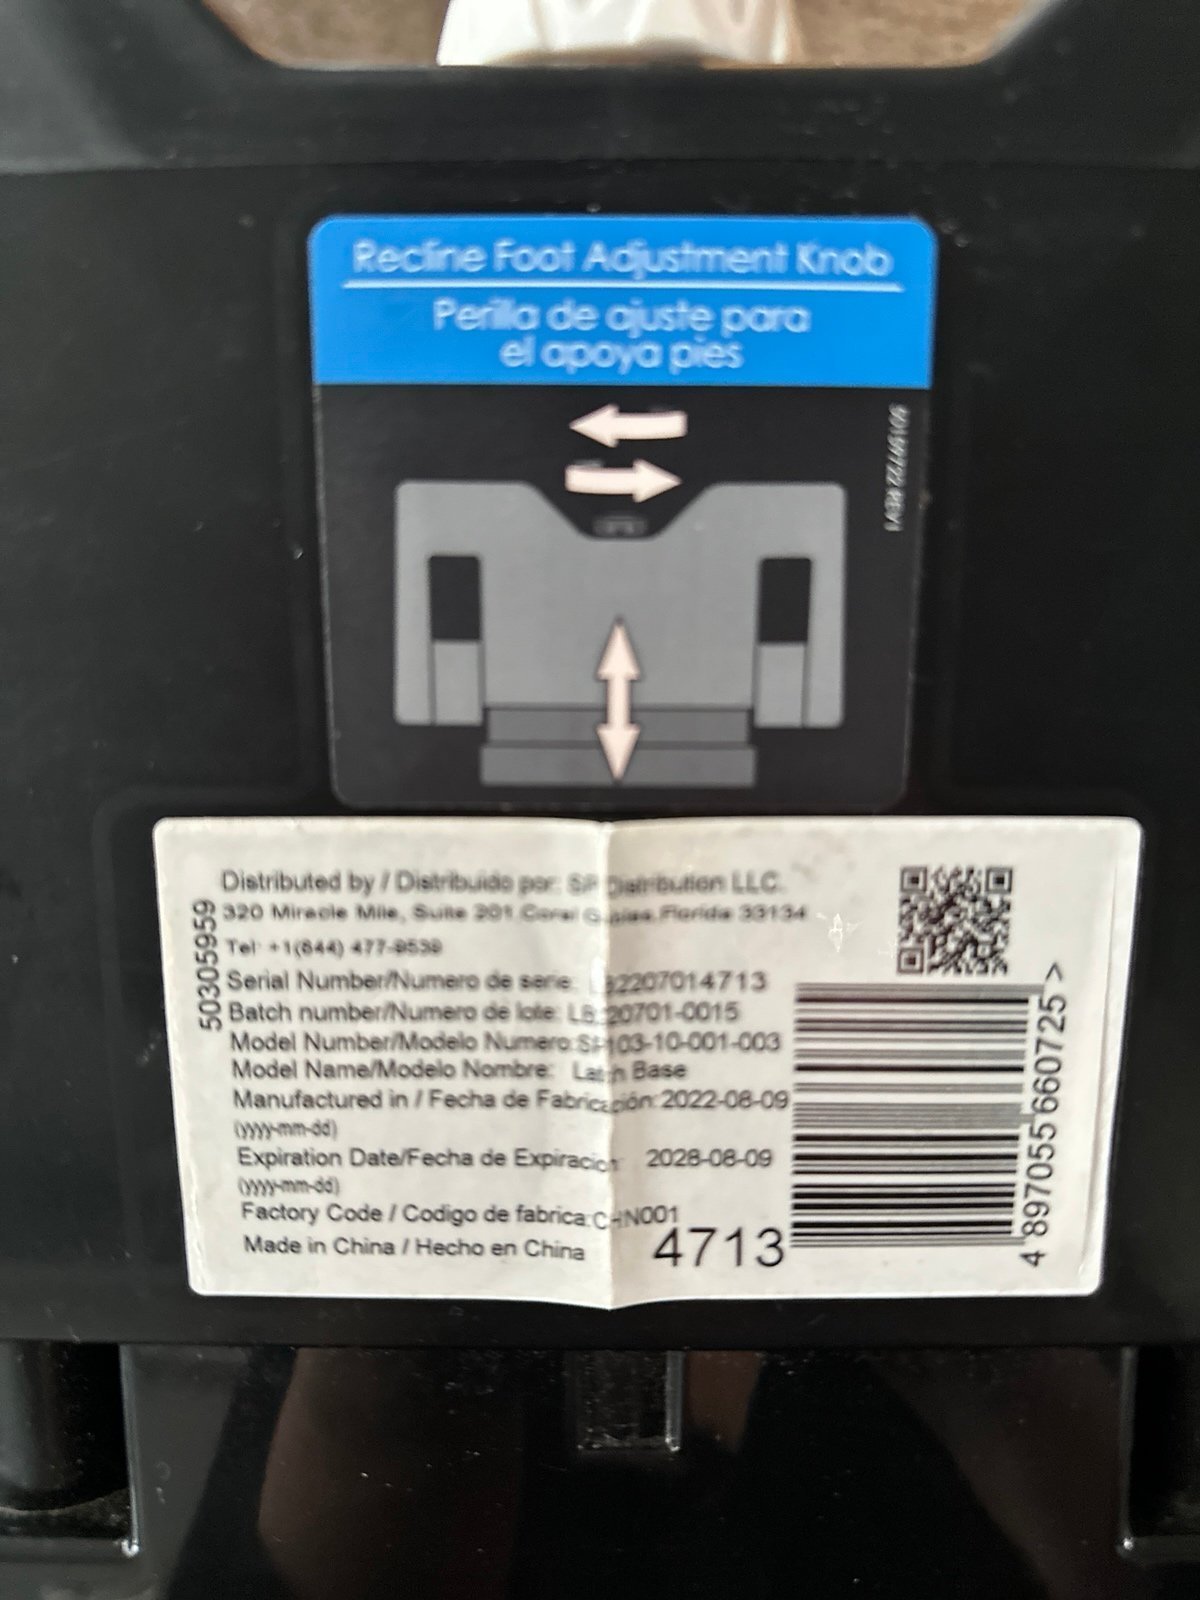 Recline Foot Adjustment Knob
Perilla de ajuste para
el apoya pies
Distributed by / Distribuido por: SP Distribution LLC.
320 Miracle Mile, Suite 201 Coral Gables, Florida 33134
Tel: +1(844) 477-9539
Serial Number/Numero de serie:
Batch number/Numero de lote:
Model Number/Modelo Numero:SP103-10-001-003
Model Name/Modelo Nombre: Latch Base
Manufactured in / Fecha de Fabricación:2022-08-09
(yyyy-mm-dd)
Expiration Date/Fecha de Expiracion 2028-08-09
(yyyy-mm-dd)
Factory Code / Codigo de fabrica:CHN001
Made in China / Hecho en China
4713
50305959
4 897055 660725 >